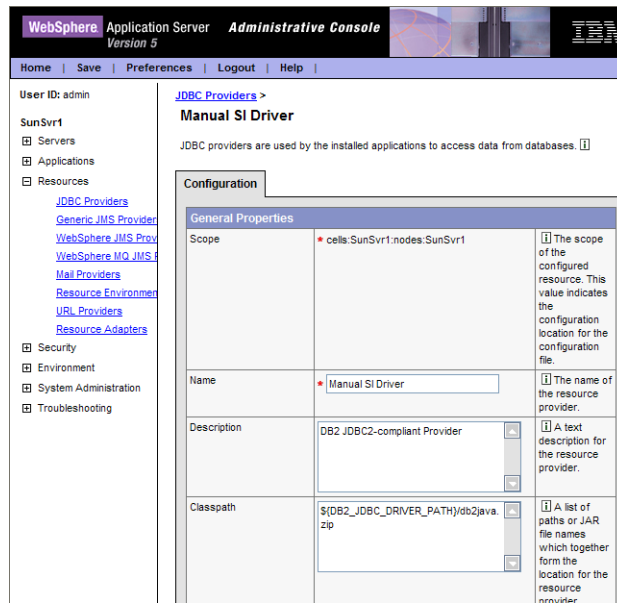 WebSphere Application Server Administrative Console
Version 5
IBM
Home | Save | Preferences | Logout | Help |
User ID: admin
SunSvr1
Servers
Applications
Resources
JDBC Providers
Generic JMS Provider
WebSphere JMS Prov
WebSphere MQ JMS P
Mail Providers
Resource Environmen
URL Providers
Resource Adapters
Security
Environment
System Administration
Troubleshooting
JDBC Providers >
Manual SI Driver
JDBC providers are used by the installed applications to access data from databases. i
Configuration
General Properties
Scope
* cells:SunSvr1:nodes:SunSvr1
i The scope
of the
configured
resource. This
value indicates
the
configuration
location for the
configuration
file.
Name
* Manual SI Driver
i The name of
the resource
provider.
Description
DB2 JDBC2-compliant Provider
i A text
description for
the resource
provider.
Classpath
${DB2_JDBC_DRIVER_PATH}/db2java.
zip
i A list of
paths or JAR
file names
which together
form the
location for the
resource
provider